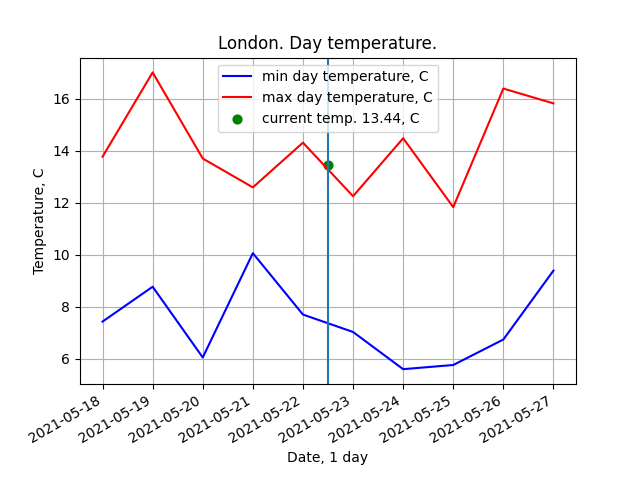 London. Day temperature.
min day temperature, C
max day temperature, C
current temp. 13.44, C
Temperature, C
16
14
12
10
8
6
2021-05-18
2021-05-19
2021-05-20
2021-05-21
2021-05-22
2021-05-23
2021-05-24
2021-05-25
2021-05-26
2021-05-27
Date, 1 day